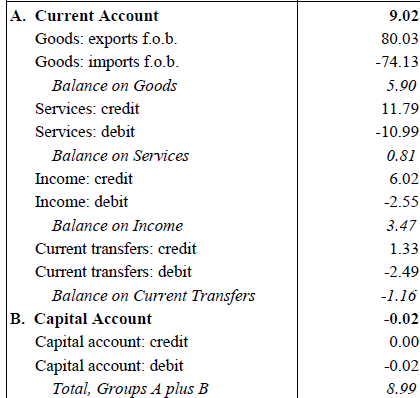 A. Current Account 9.02
Goods: exports f.o.b. 80.03
Goods: imports f.o.b. -74.13
Balance on Goods 5.90
Services: credit 11.79
Services: debit -10.99
Balance on Services 0.81
Income: credit 6.02
Income: debit -2.55
Balance on Income 3.47
Current transfers: credit 1.33
Current transfers: debit -2.49
Balance on Current Transfers -1.16
B. Capital Account -0.02
Capital account: credit 0.00
Capital account: debit -0.02
Total, Groups A plus B 8.99